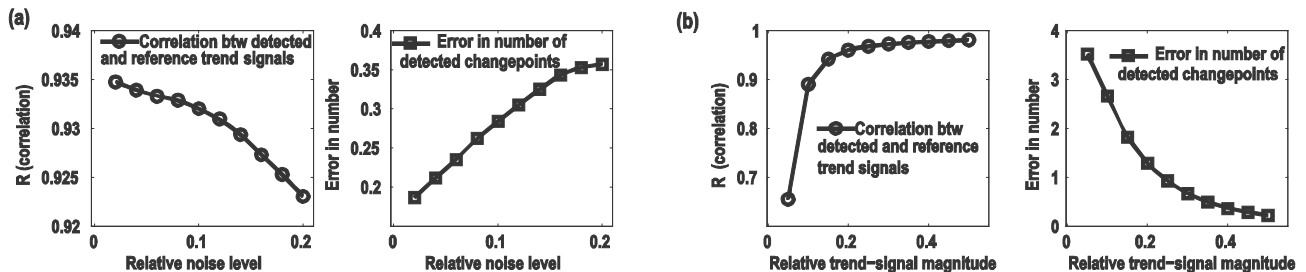 (a)
0.94
0.935
0.93
0.925
0.92
R (correlation)
Correlation btw detected
and reference trend signals
0
0.1
0.2
Relative noise level
0.4
0.35
0.3
0.25
0.2
Error in number
Error in number of
detected changepoints
0
0.1
0.2
Relative noise level
(b)
1
0.9
0.8
0.7
R (correlation)
Correlation btw
detected and reference
trend signals
0
0.2
0.4
Relative trend-signal magnitude
4
3
2
1
0
Error in number
Error in number of
detected changepoints
0
0.2
0.4
Relative trend-signal magnitude